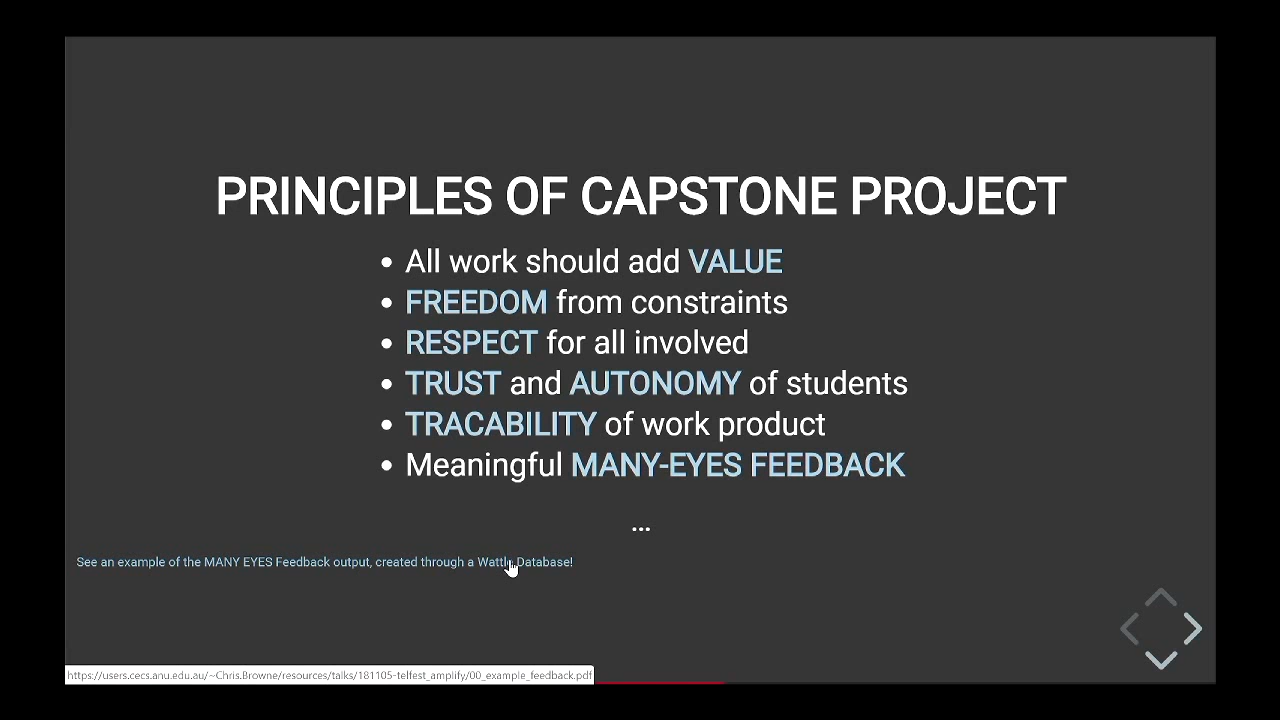 PRINCIPLES OF CAPSTONE PROJECT
• All work should add VALUE
• FREEDOM from constraints
• RESPECT for all involved
• TRUST and AUTONOMY of students
• TRACABILITY of work product
• Meaningful MANY-EYES FEEDBACK
...
See an example of the MANY EYES Feedback output, created through a Wattle Database!
https://users.cecs.anu.edu.au/~Chris.Browne/resources/talks/181105-telfest_amplify/00_example_feedback.pdf